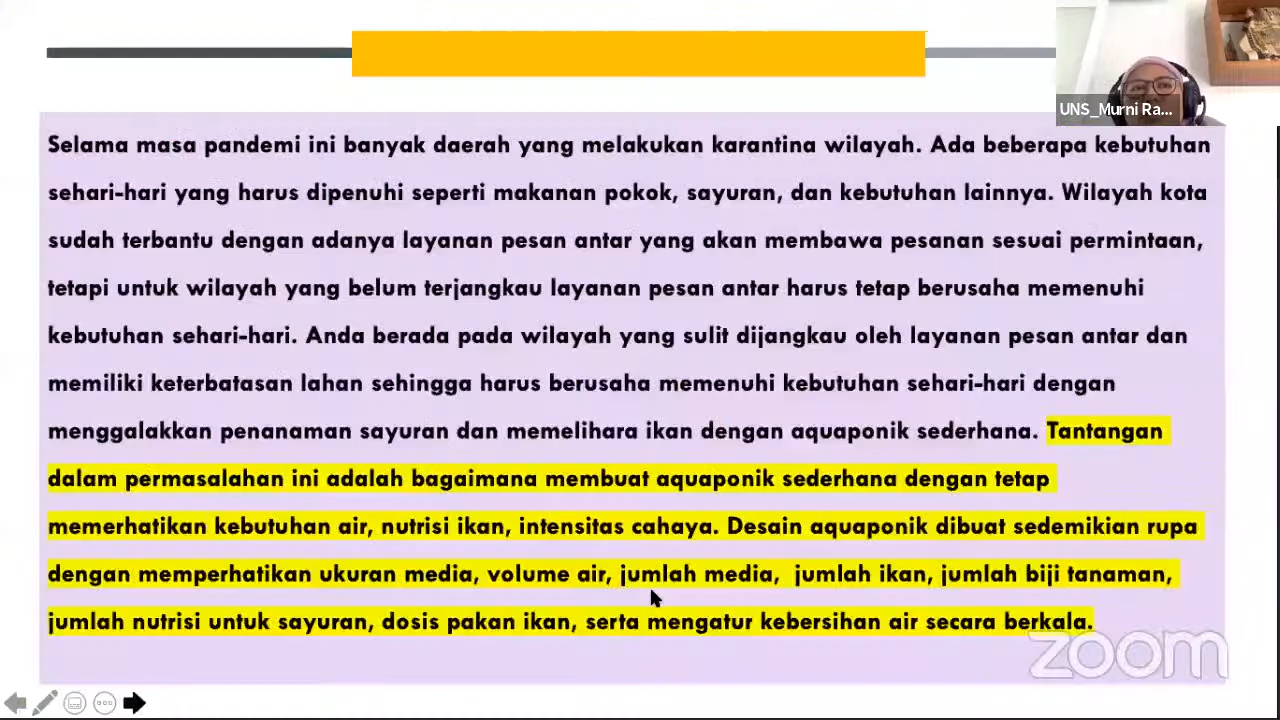 UNS_Murni Ra...
Selama masa pandemi ini banyak daerah yang melakukan karantina wilayah. Ada beberapa kebutuhan
sehari-hari yang harus dipenuhi seperti makanan pokok, sayuran, dan kebutuhan lainnya. Wilayah kota
sudah terbantu dengan adanya layanan pesan antar yang akan membawa pesanan sesuai permintaan,
tetapi untuk wilayah yang belum terjangkau layanan pesan antar harus tetap berusaha memenuhi
kebutuhan sehari-hari. Anda berada pada wilayah yang sulit dijangkau oleh layanan pesan antar dan
memiliki keterbatasan lahan sehingga harus berusaha memenuhi kebutuhan sehari-hari dengan
menggalakkan penanaman sayuran dan memelihara ikan dengan aquaponik sederhana. Tantangan
dalam permasalahan ini adalah bagaimana membuat aquaponik sederhana dengan tetap
memerhatikan kebutuhan air, nutrisi ikan, intensitas cahaya. Desain aquaponik dibuat sedemikian rupa
dengan memperhatikan ukuran media, volume air, jumlah media, jumlah ikan, jumlah biji tanaman,
jumlah nutrisi untuk sayuran, dosis pakan ikan, serta mengatur kebersihan air secara berkala.
zoom